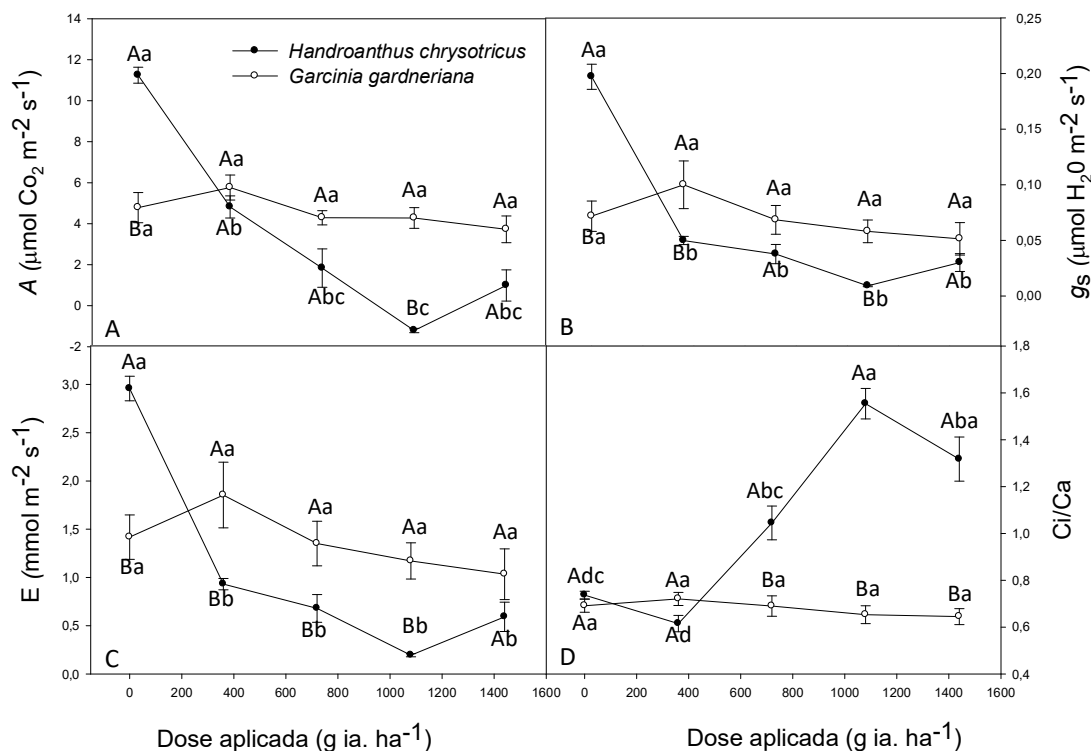 A
Aa
Handroanthus chrysotricus
Garcinia gardneriana
Aa
Aa
Aa
Aa
Ba
Ab
Abc
Bc
Abc
A
14
12
10
8
6
4
2
0
-2
A (μmol Co2 m-2 s-1)
Aa
Aa
Aa
Aa
Aa
Ba
Bb
Ab
Bb
Ab
B
0,25
0,20
0,15
0,10
0,05
0,00
gs (μmol H20 m-2 s-1)
Aa
Aa
Aa
Aa
Aa
Ba
Bb
Bb
Bb
Ab
C
3,0
2,5
2,0
1,5
1,0
0,5
0,0
E (mmol m-2 s-1)
Aa
Aba
Abc
Adc
Aa
Ba
Ba
Ba
Aa
Ad
D
1,8
1,6
1,4
1,2
1,0
0,8
0,6
0,4
Ci/Ca
0 200 400 600 800 1000 1200 1400 1600
0 200 400 600 800 1000 1200 1400 1600
Dose aplicada (g ia. ha-1)
Dose aplicada (g ia. ha-1)